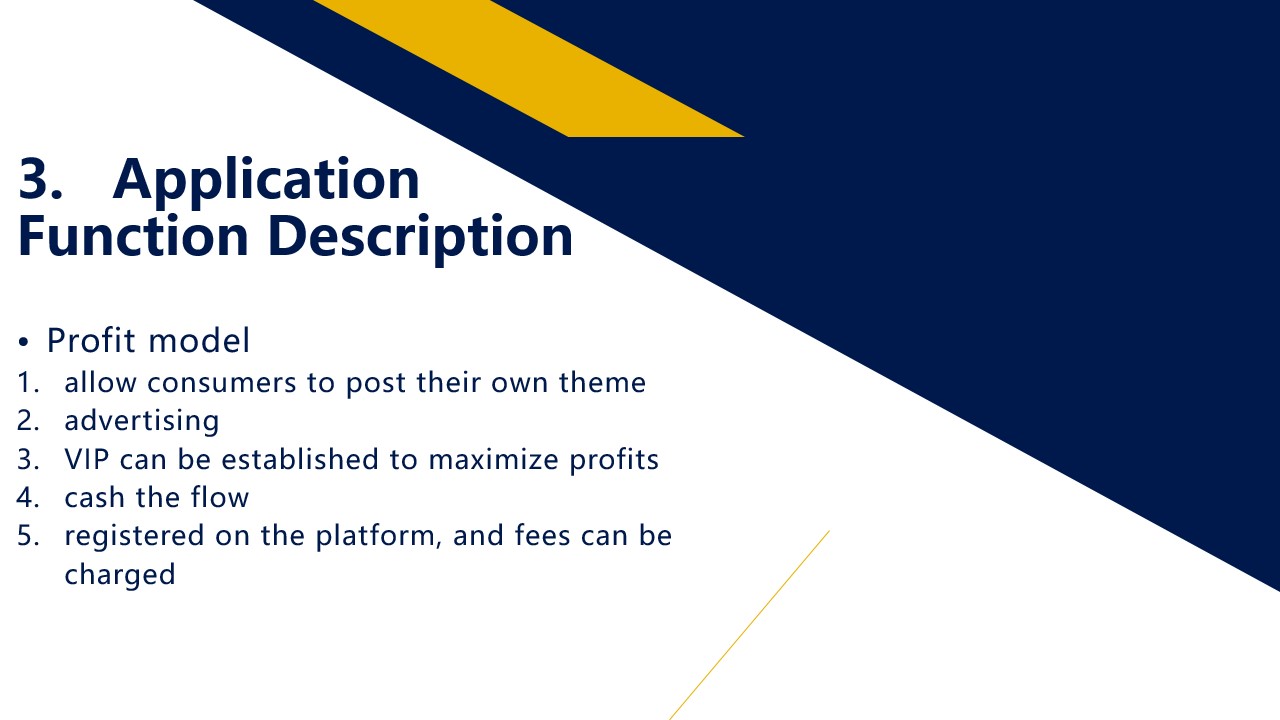 3. Application
Function Description
• Profit model
1. allow consumers to post their own theme
2. advertising
3. VIP can be established to maximize profits
4. cash the flow
5. registered on the platform, and fees can be
charged